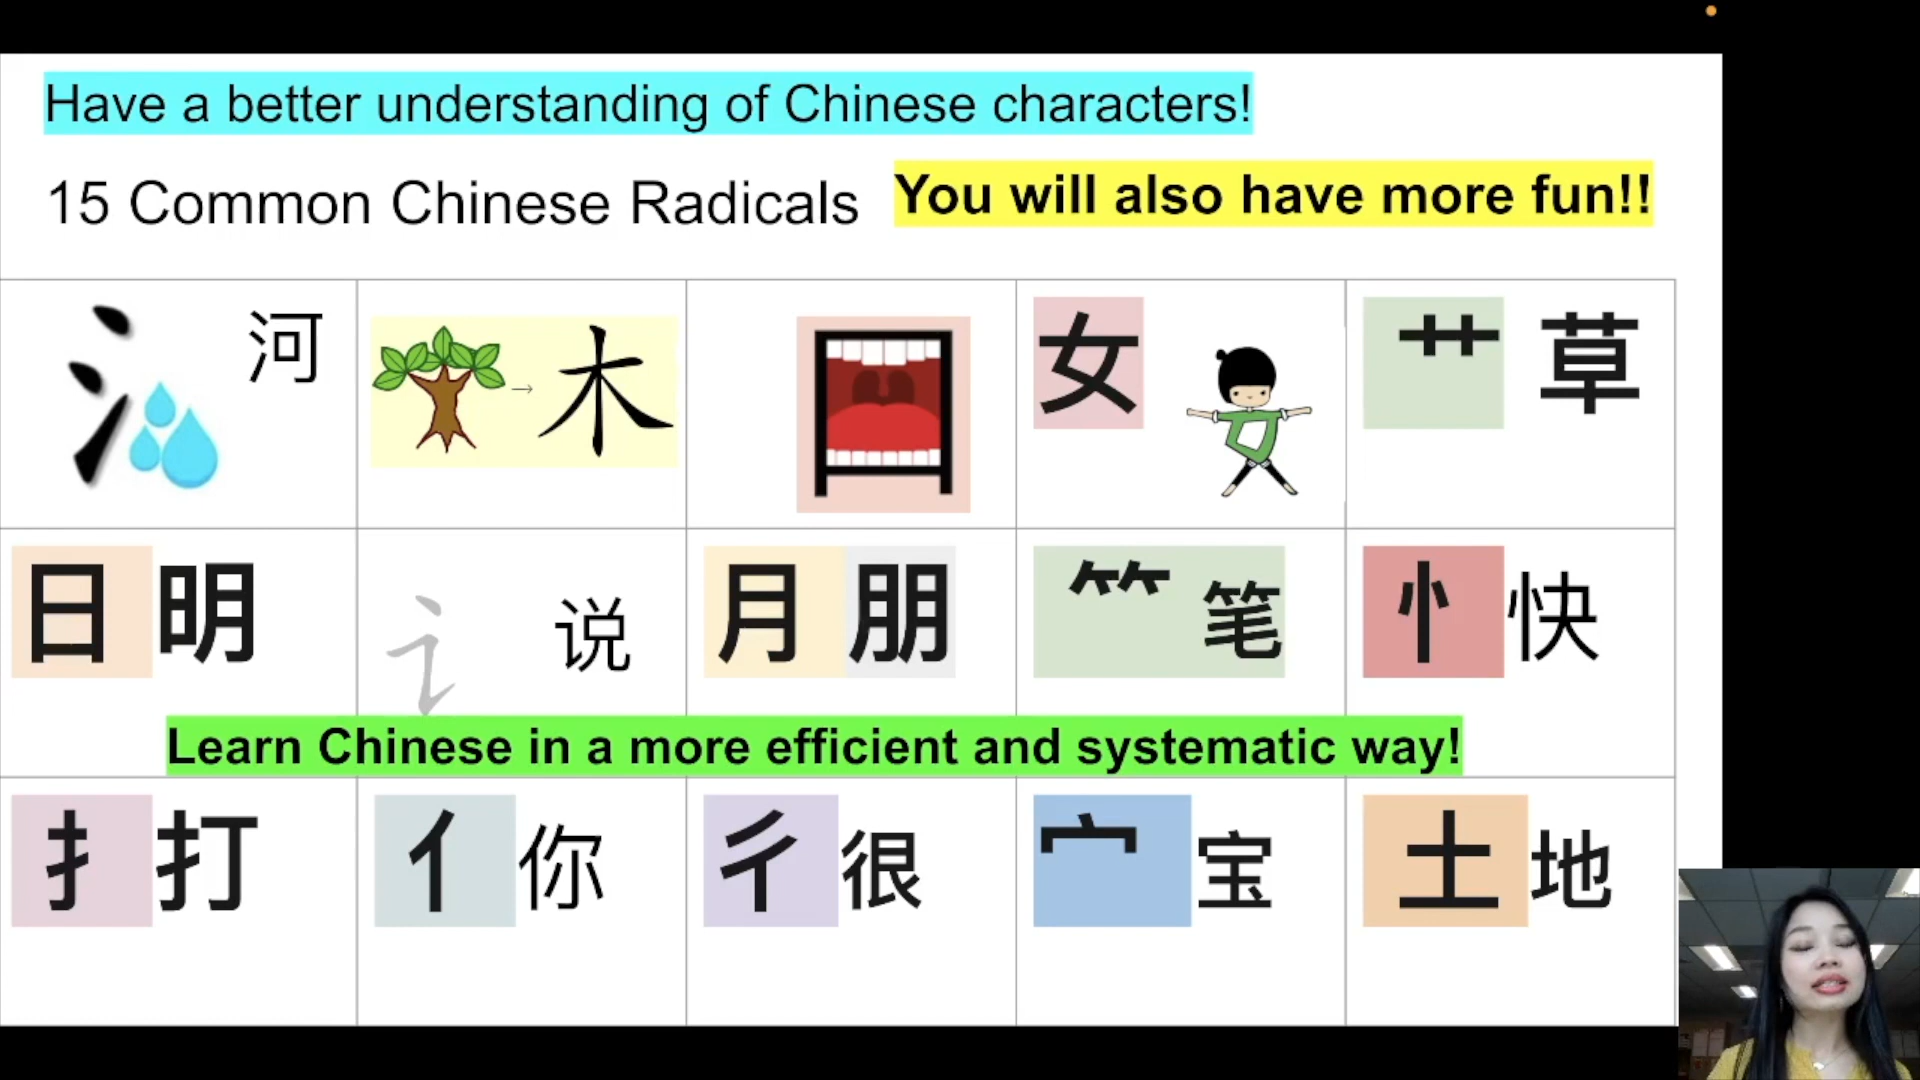 Have a better understanding of Chinese characters!
15 Common Chinese Radicals You will also have more fun!!
氵 河 木 口 女 艹 草
日 明 讠 说 月 朋 ⺮ 笔 忄 快
Learn Chinese in a more efficient and systematic way!
扌 打 亻 你 彳 很 宀 宝 土 地